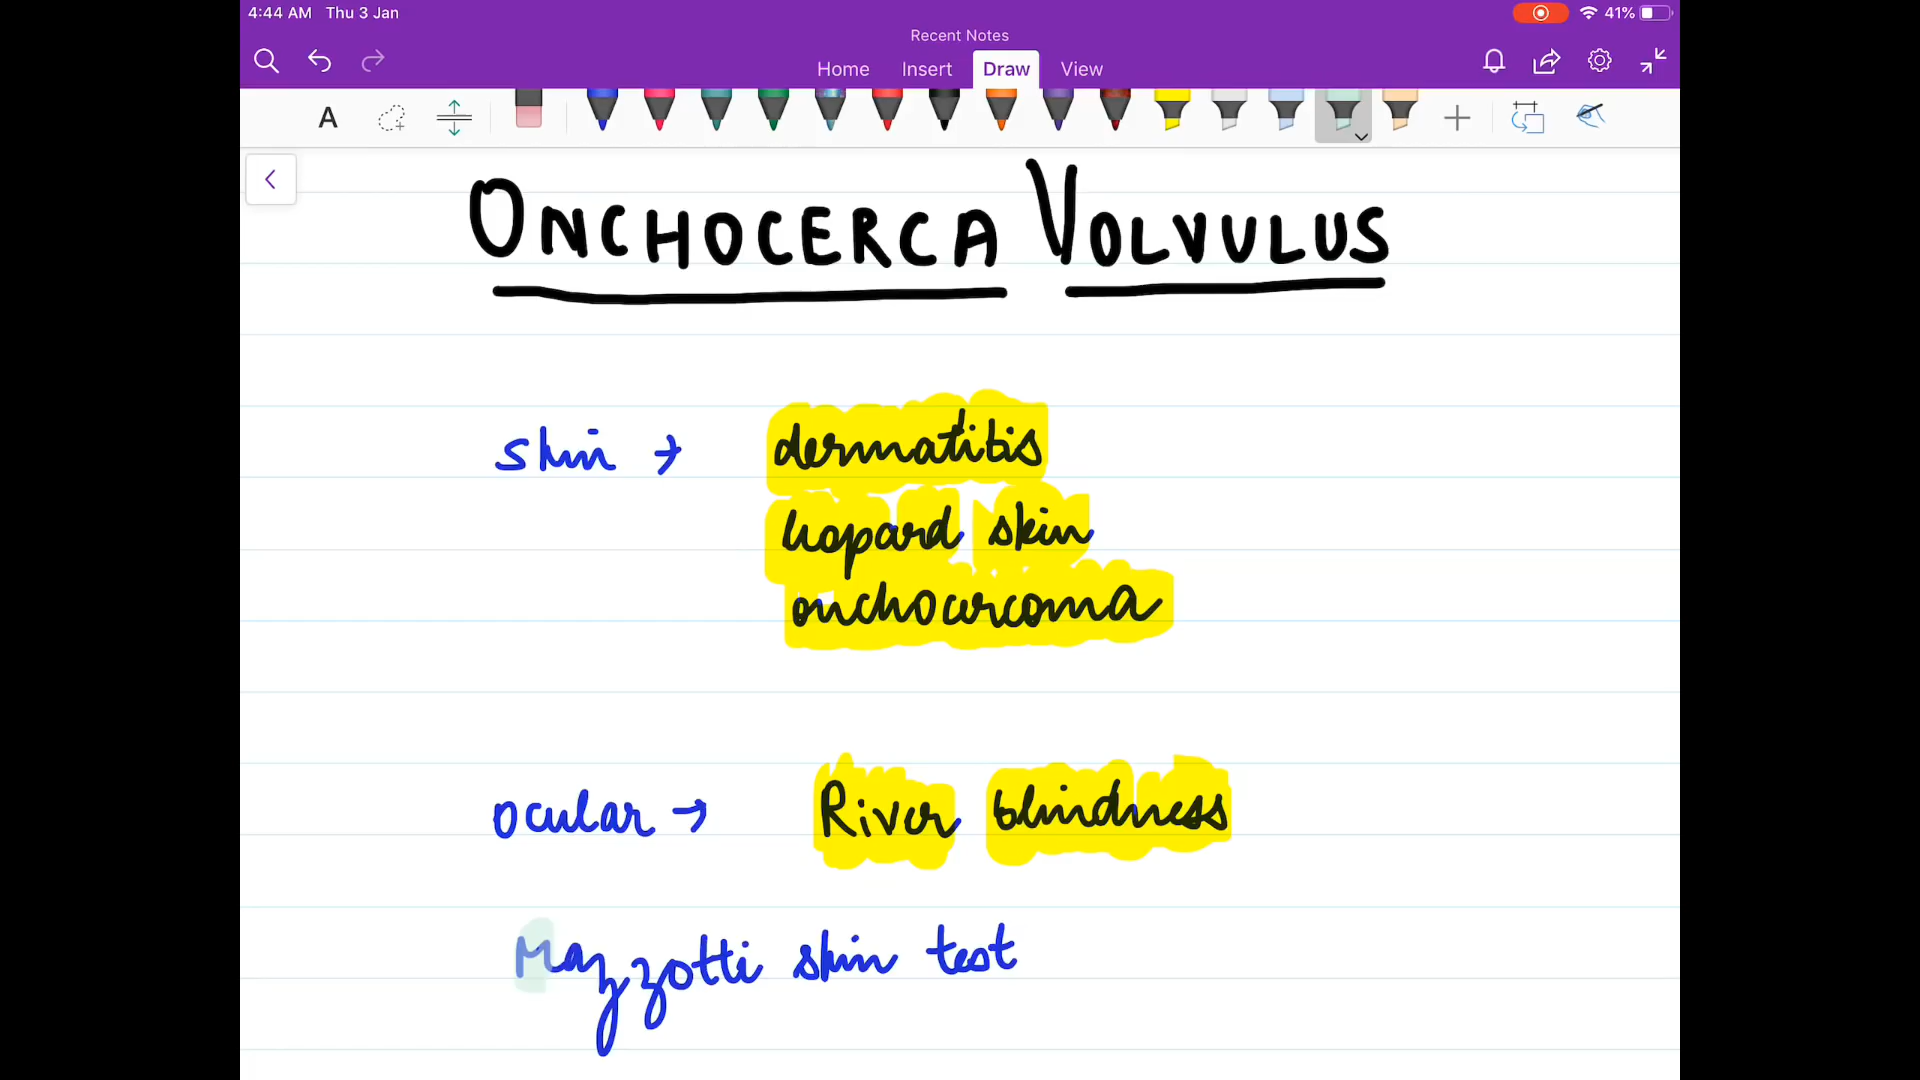 4:44 AM Thu 3 Jan
41%
Recent Notes
Home Insert Draw View
A
ONCHOCERCA VOLVULUS
skin → dermatitis
leopard skin
onchocercoma
ocular → River blindness
Mazzotti skin test